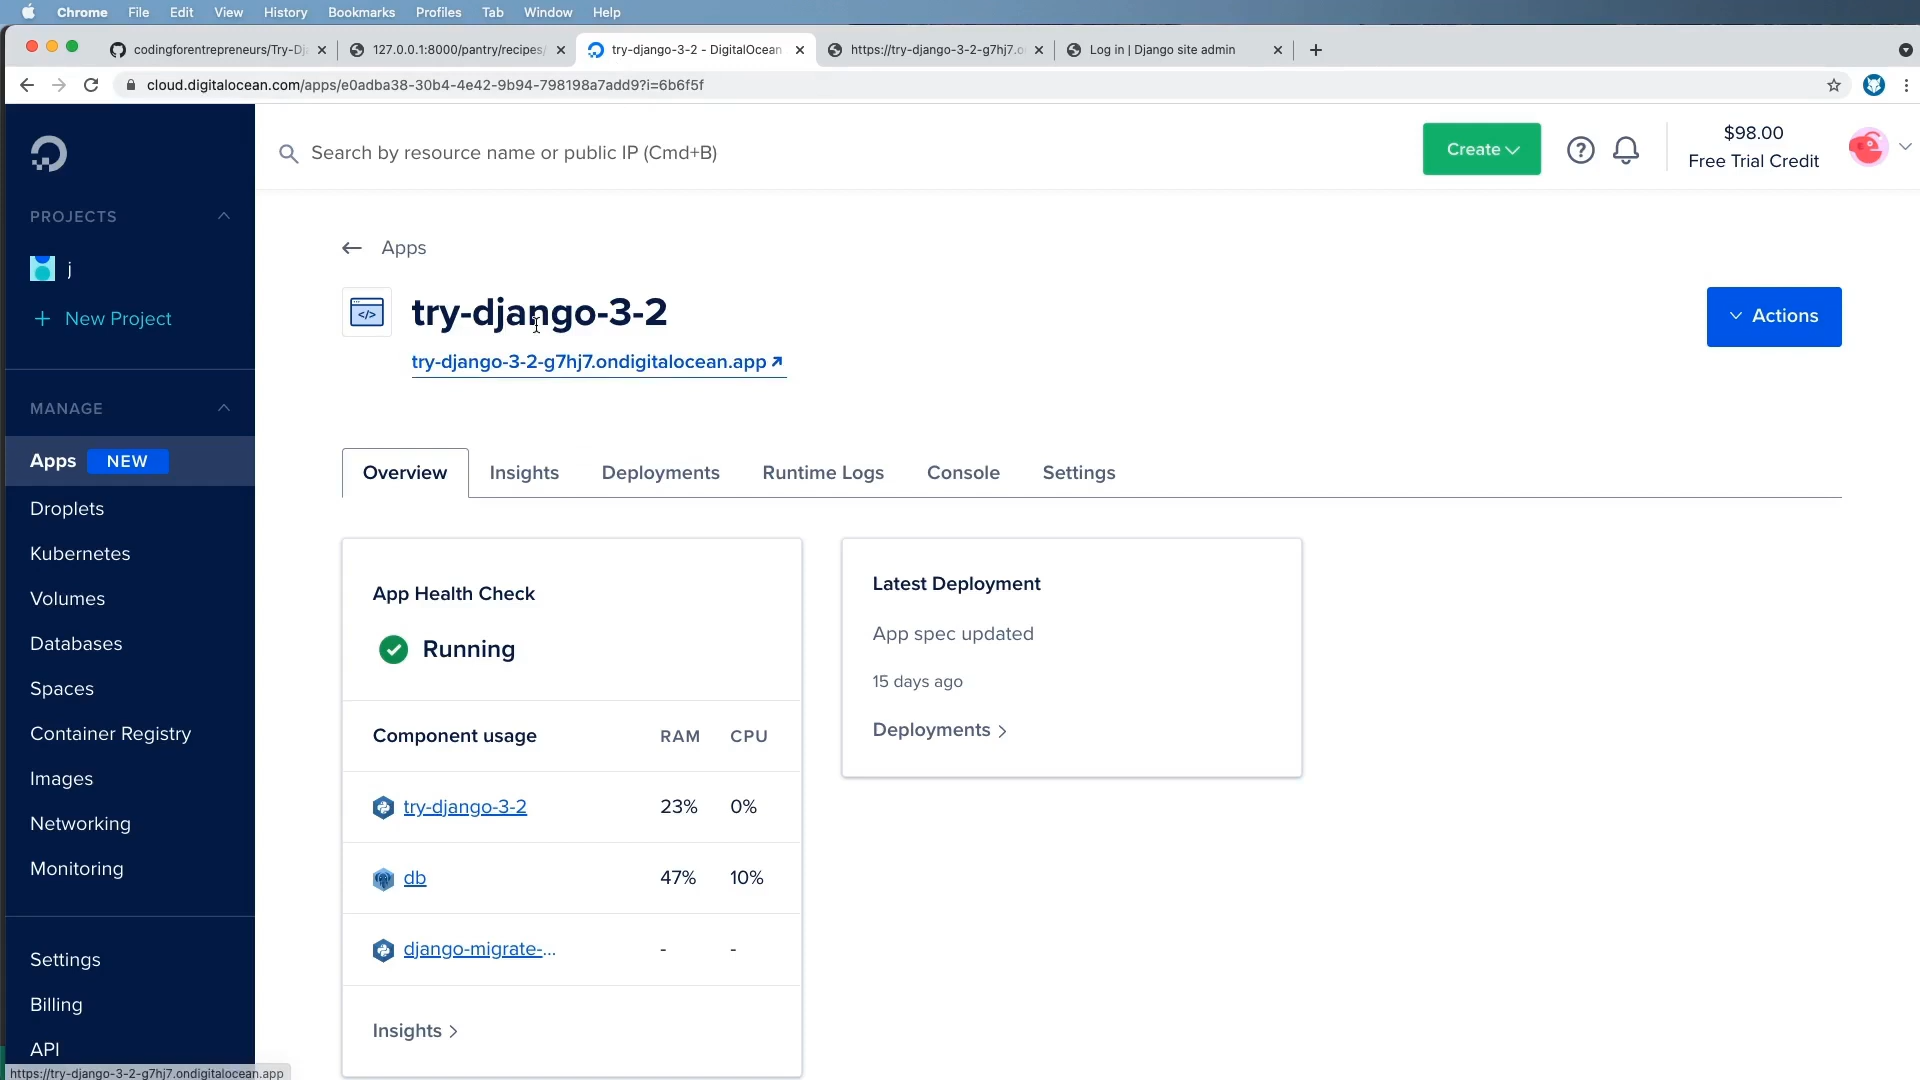 Chrome File Edit View History Bookmarks Profiles Tab Window Help
codingforentrepreneurs/Try-Dj
127.0.0.1:8000/pantry/recipes/
try-django-3-2 - DigitalOcean
https://try-django-3-2-g7hj7.o
Log in | Django site admin
cloud.digitalocean.com/apps/e0adba38-30b4-4e42-9b94-798198a7add9?i=6b6f5f
Search by resource name or public IP (Cmd+B)
Create
$98.00
Free Trial Credit
PROJECTS
j
+ New Project
MANAGE
Apps NEW
Droplets
Kubernetes
Volumes
Databases
Spaces
Container Registry
Images
Networking
Monitoring
Settings
Billing
API
← Apps
try-django-3-2
try-django-3-2-g7hj7.ondigitalocean.app
Actions
Overview Insights Deployments Runtime Logs Console Settings
App Health Check
Running
Component usage RAM CPU
try-django-3-2 23% 0%
db 47% 10%
django-migrate-... - -
Insights >
Latest Deployment
App spec updated
15 days ago
Deployments >
https://try-django-3-2-g7hj7.ondigitalocean.app